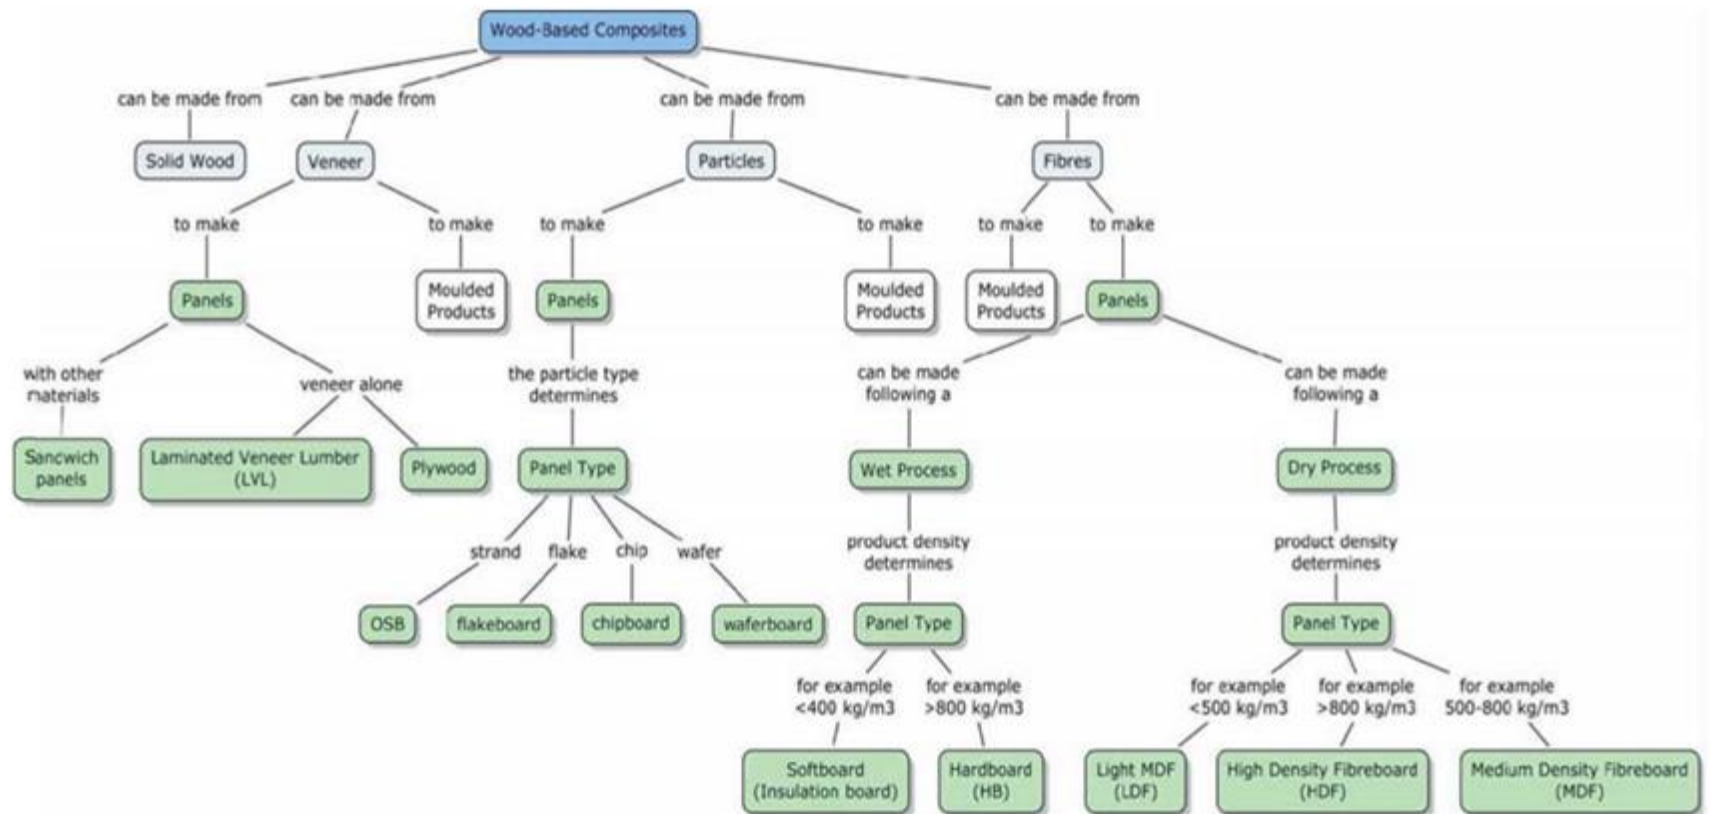 Wood-Based Composites
can be made from
can be made from
can be made from
can be made from
Solid Wood
Veneer
Particles
Fibres
to make
to make
to make
to make
to make
to make
Panels
Moulded
Products
Panels
Moulded
Products
Moulded
Products
Panels
with other
materials
veneer alone
the particle type
determines
can be made
following a
can be made
following a
Sandwich
panels
Laminated Veneer Lumber
(LVL)
Plywood
Panel Type
Wet Process
Dry Process
strand
flake
chip
wafer
product density
determines
product density
determines
OSB
flakeboard
chipboard
waferboard
Panel Type
Panel Type
for example
<400 kg/m3
for example
>800 kg/m3
for example
<500 kg/m3
for example
>800 kg/m3
for example
500-800 kg/m3
Softboard
(Insulation board)
Hardboard
(HB)
Light MDF
(LDF)
High Density Fibreboard
(HDF)
Medium Density Fibreboard
(MDF)